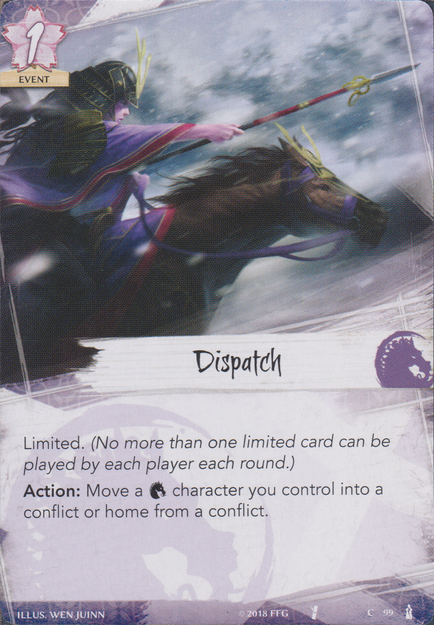 1
EVENT
Dispatch
Limited. (No more than one limited card can be
played by each player each round.)
Action: Move a character you control into a
conflict or home from a conflict.
ILLUS. WEN JUINN
© 2018 FFG
C 99